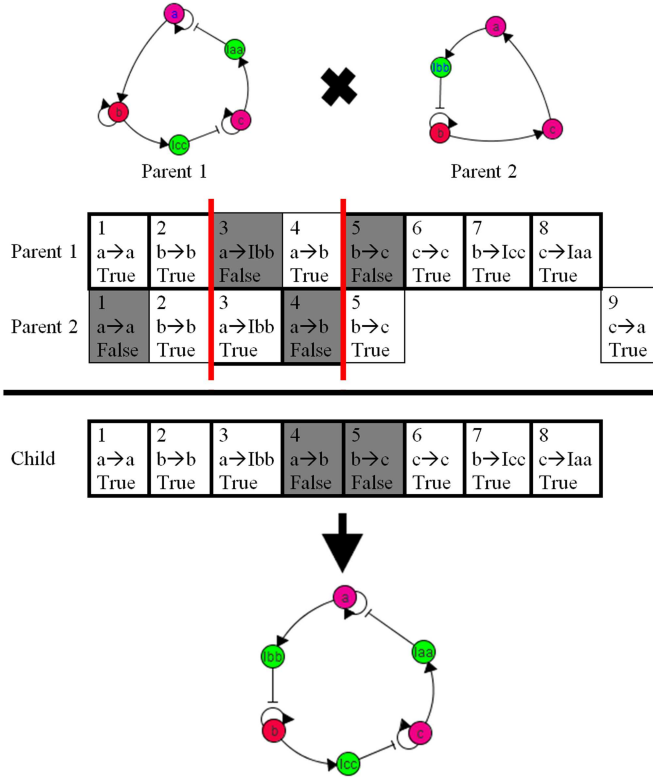 a
Iaa
b
c
Icc
a
Ibb
b
c
Parent 1
Parent 2
Parent 1
1 2 3 4 5 6 7 8
a→a b→b a→Ibb a→b b→c c→c b→Icc c→Iaa
True True False True False True True True
Parent 2
1 2 3 4 5 9
a→a b→b a→Ibb a→b b→c c→a
False True True False True True
Child
1 2 3 4 5 6 7 8
a→a b→b a→Ibb a→b b→c c→c b→Icc c→Iaa
True True True False False True True True
a
Ibb
Iaa
b
c
Icc